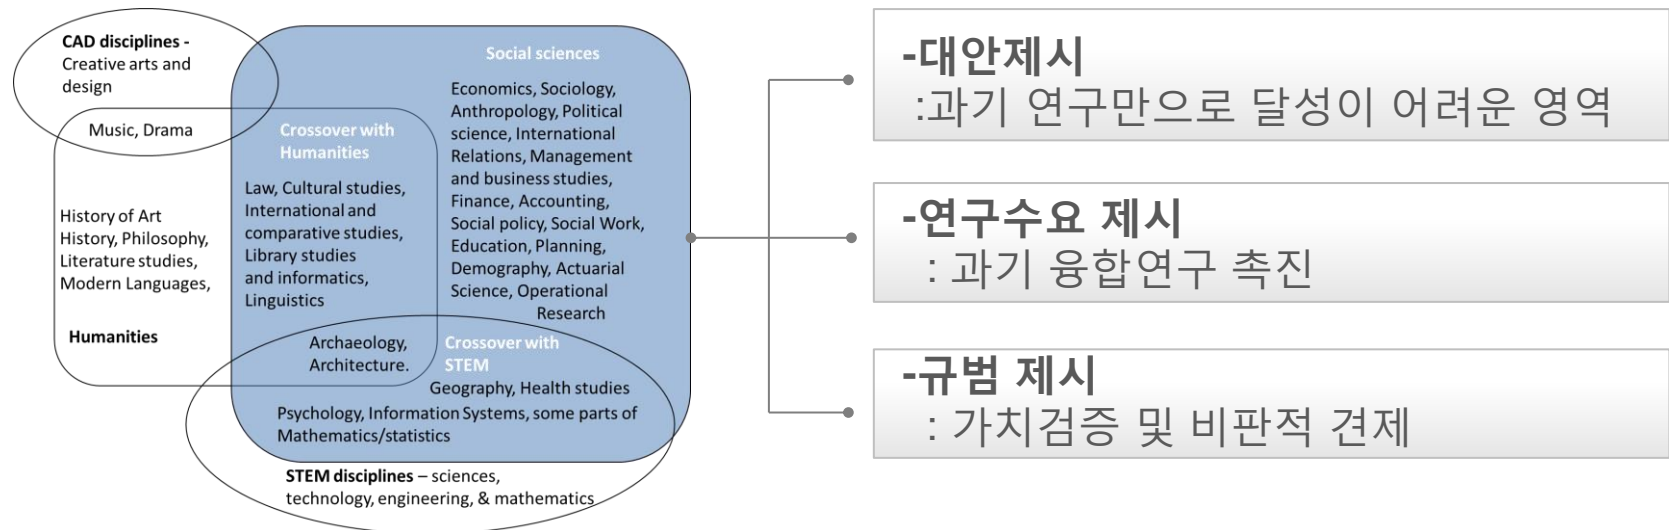 CAD disciplines -
Creative arts and
design
Music, Drama
History of Art
History, Philosophy,
Literature studies,
Modern Languages,
Humanities
Crossover with
Humanities
Law, Cultural studies,
International and
comparative studies,
Library studies
and informatics,
Linguistics
Social sciences
Economics, Sociology,
Anthropology, Political
science, International
Relations, Management
and business studies,
Finance, Accounting,
Social policy, Social Work,
Education, Planning,
Demography, Actuarial
Science, Operational
Research
Archaeology,
Architecture.
Crossover with
STEM
Geography, Health studies
Psychology, Information Systems, some parts of
Mathematics/statistics
STEM disciplines – sciences,
technology, engineering, & mathematics
-대안제시
:과기 연구만으로 달성이 어려운 영역
-연구수요 제시
: 과기 융합연구 촉진
-규범 제시
: 가치검증 및 비판적 견제